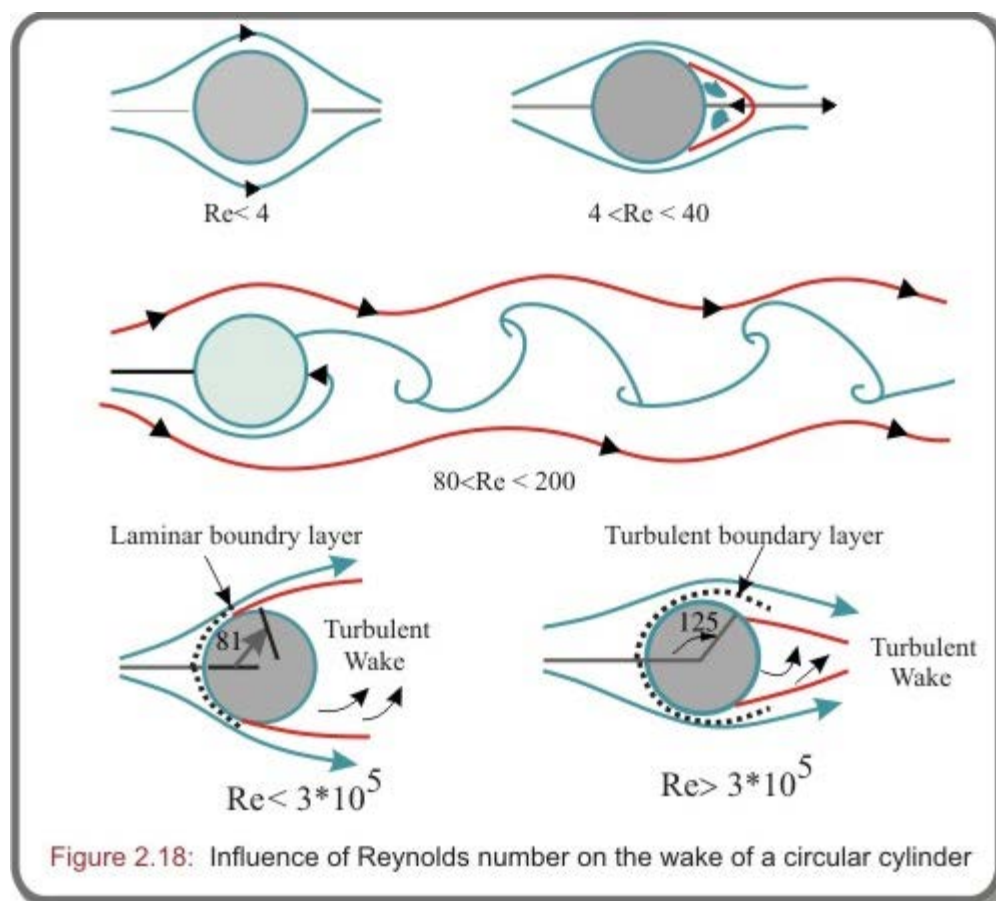 Re< 4
4 <Re < 40
80<Re < 200
Laminar boundry layer
81
Turbulent
Wake
Re< 3*10^5
Turbulent boundary layer
125
Turbulent
Wake
Re> 3*10^5
Figure 2.18: Influence of Reynolds number on the wake of a circular cylinder